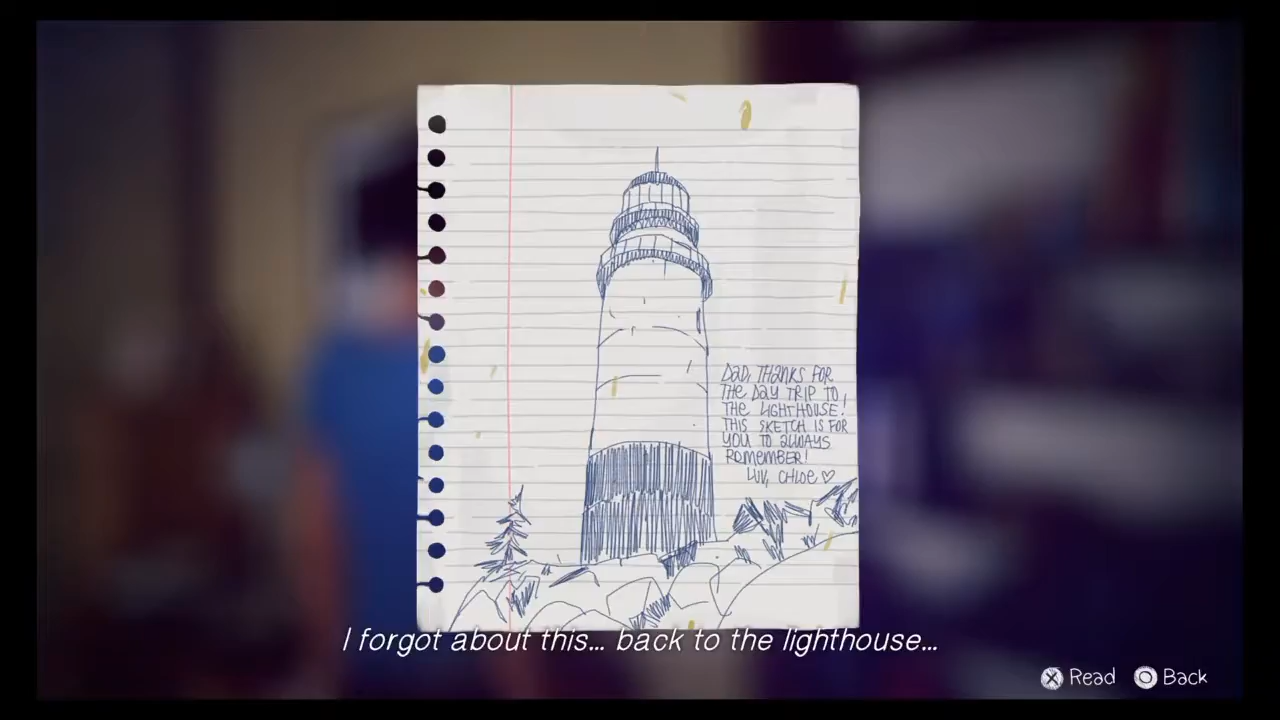 DAD, THANKS FOR
THE DAY TRIP TO
THE LIGHTHOUSE!
THIS SKETCH IS FOR
YOU TO ALWAYS
REMEMBER!
LUV, CHLOE ♡
I forgot about this... back to the lighthouse...
Read
Back